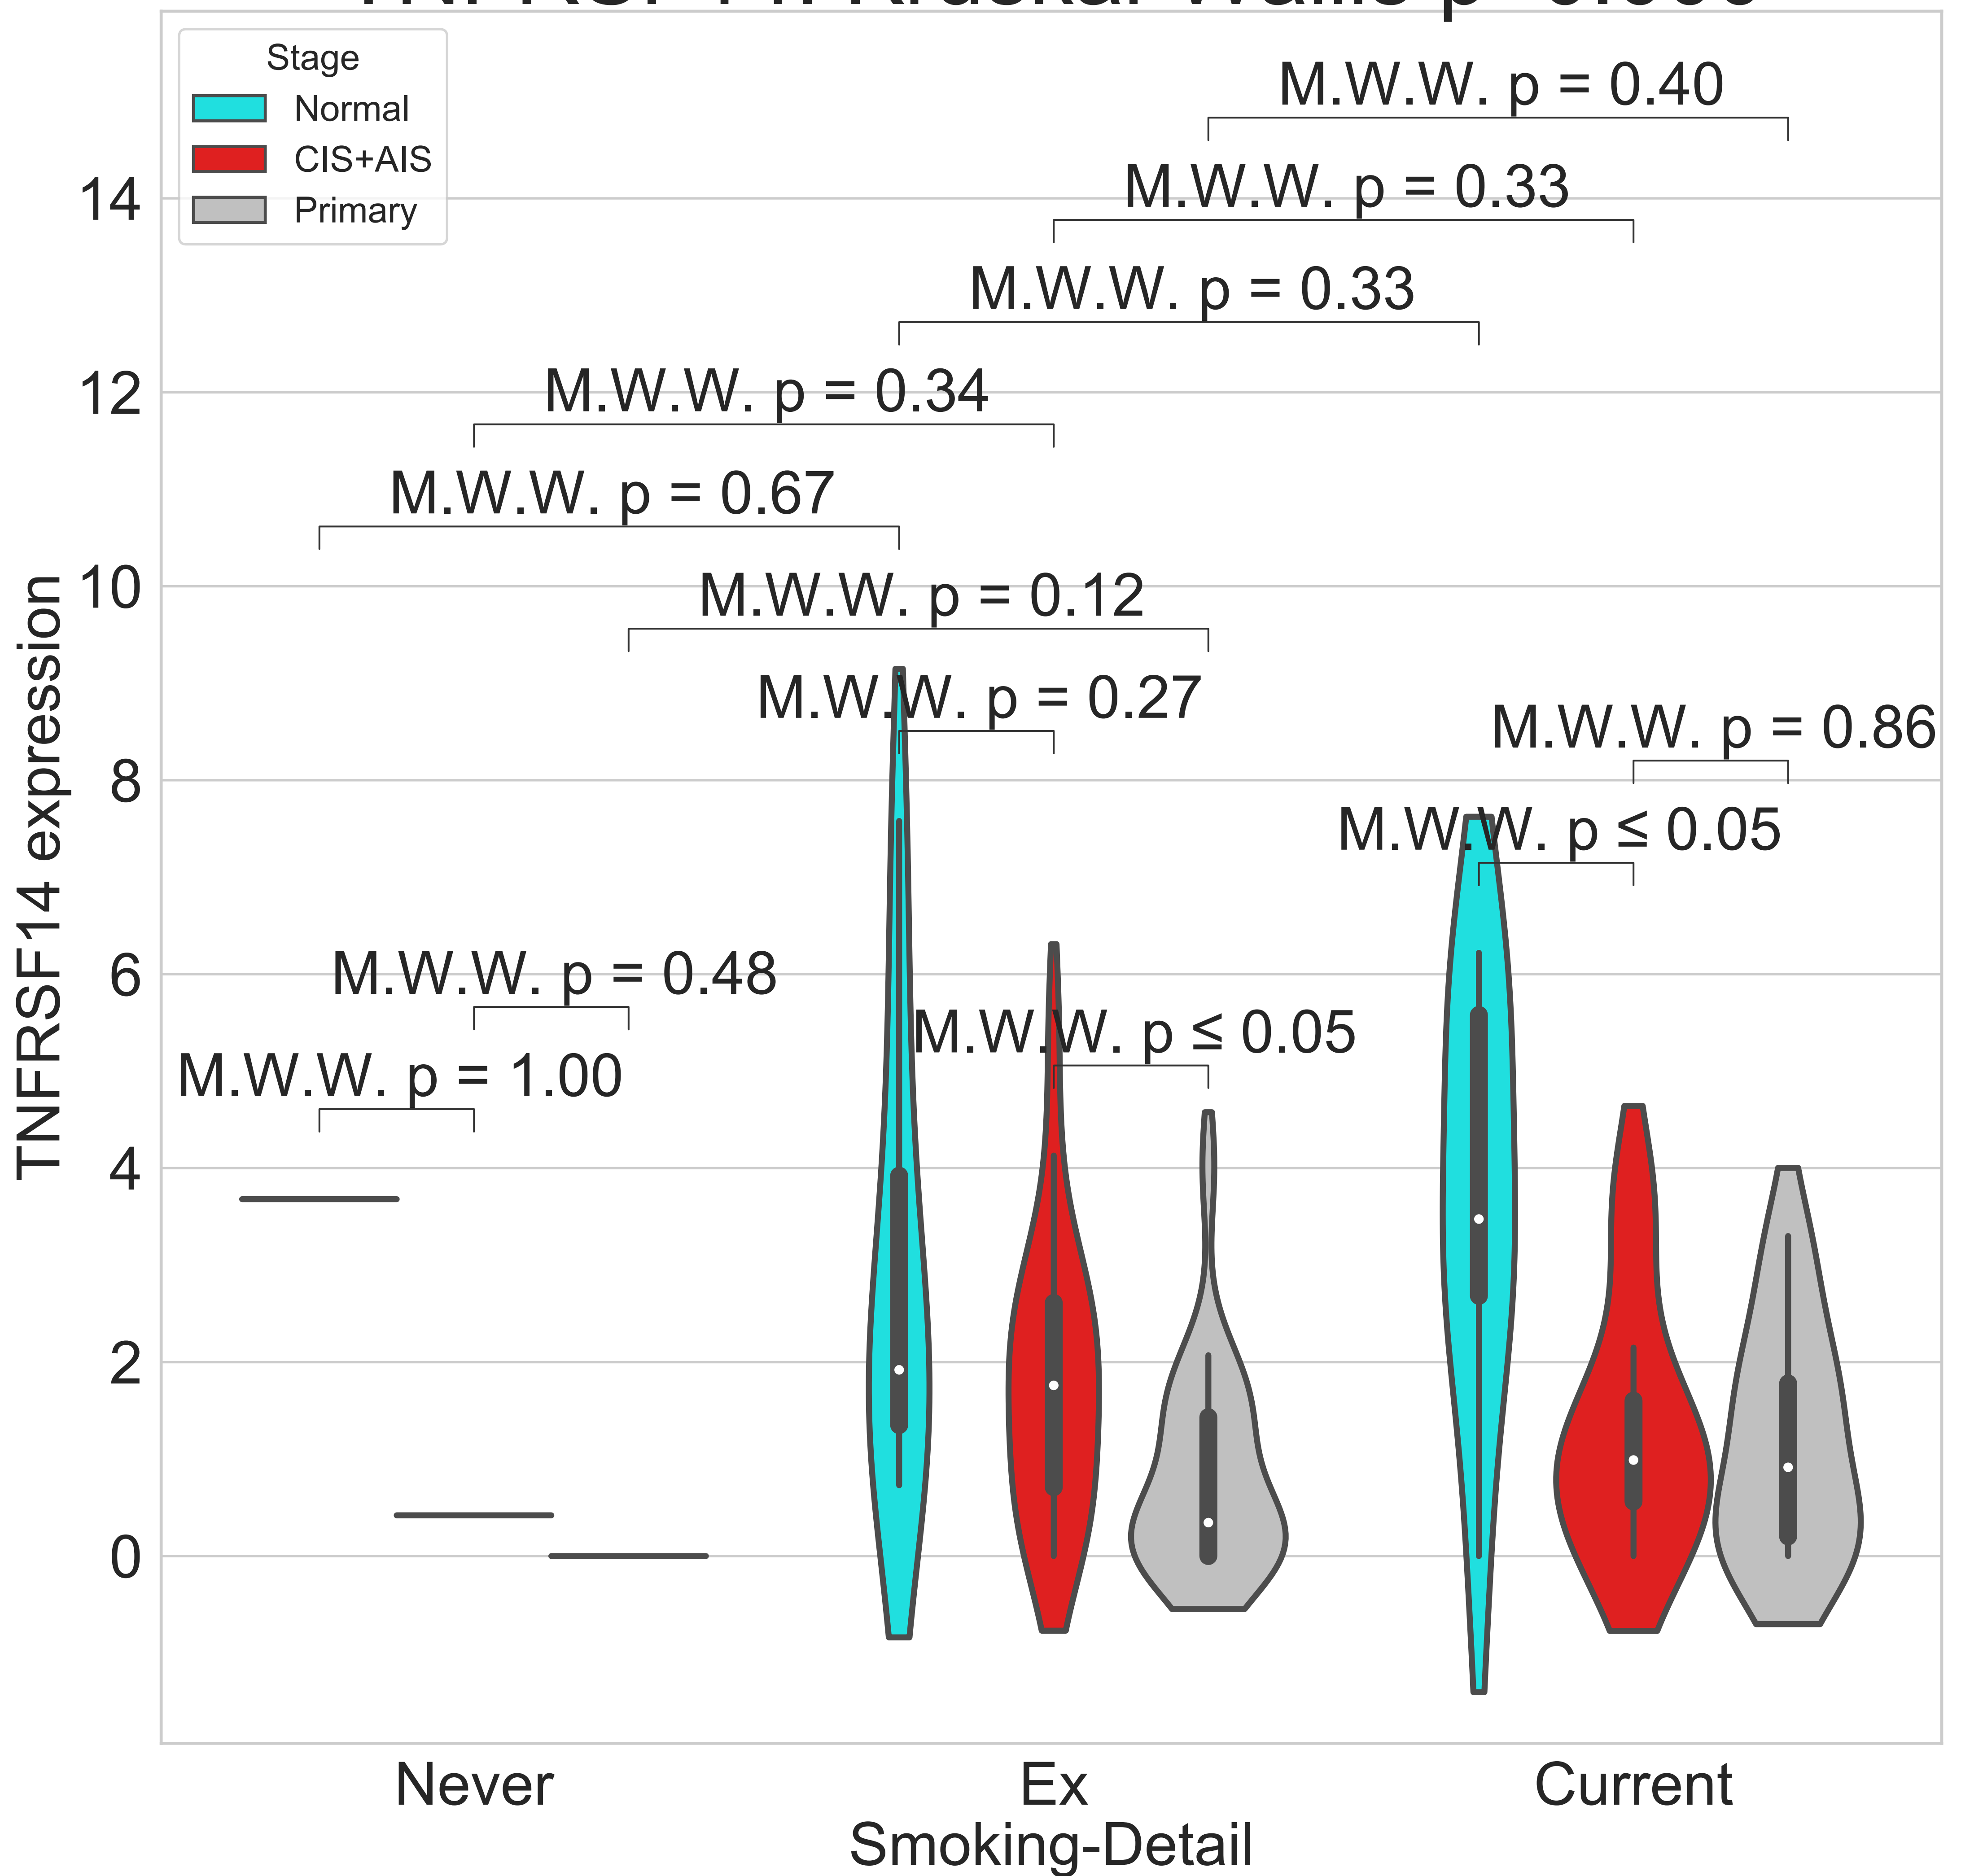 Stage
Normal
CIS+AIS
Primary
M.W.W. p = 0.40
M.W.W. p = 0.33
M.W.W. p = 0.33
M.W.W. p = 0.34
M.W.W. p = 0.67
M.W.W. p = 0.12
M.W.W. p = 0.27
M.W.W. p = 0.86
M.W.W. p ≤ 0.05
M.W.W. p = 0.48
M.W.W. p ≤ 0.05
M.W.W. p = 1.00
14
12
10
8
6
4
2
0
TNFRSF14 expression
Never
Ex
Current
Smoking-Detail